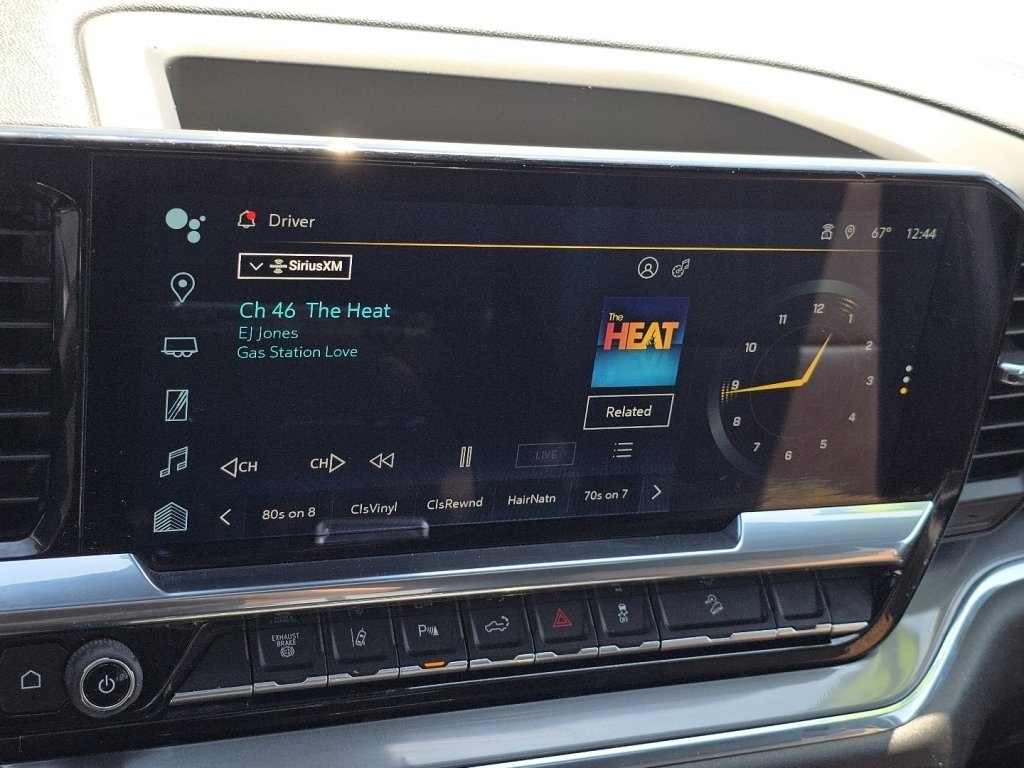 Driver
67° 12:44
SiriusXM
Ch 46 The Heat
EJ Jones
Gas Station Love
The
HEAT
Related
12
1
2
3
4
5
6
7
8
9
10
11
CH
CH
LIVE
80s on 8
ClsVinyl
ClsRewnd
HairNatn
70s on 7
EXHAUST
BRAKE
P
OFF